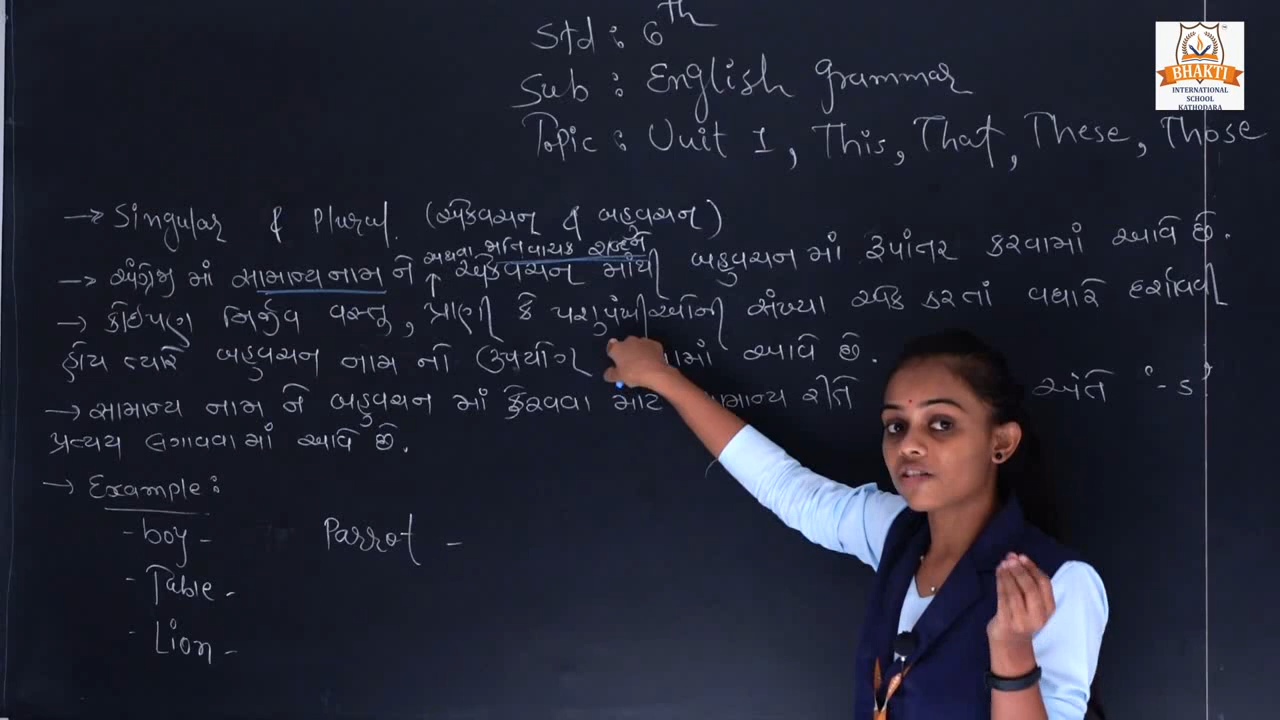 Std : 6th
Sub : English grammar
Topic : Unit 1, This, That, These, Those
BHAKTI
INTERNATIONAL
SCHOOL
KATHODARA
→ Singular & Plural (એકવચન & બહુવચન)
અથવા જાતિવાચક શબ્દને
→ અંગ્રેજી માં સામાન્ય નામ ને ↑ એકવચન માંથી બહુવચન માં રૂપાંતર કરવામાં આવે છે.
→ કોઈપણ નિર્જીવ વસ્તુ, પ્રાણી કે પશુપંખીઓની સંખ્યા એક કરતાં વધારે દર્શાવવી
હોય ત્યારે બહુવચન નામ નો ઉપયોગ આવે છે.
→ સામાન્ય નામ ને બહુવચન માં ફેરવવા માટે સામાન્ય રીતે અંતે '-s'
પ્રત્યય લગાવવા માં આવે છે.
→ Example :
- boy - Parrot -
- Table -
- Lion -